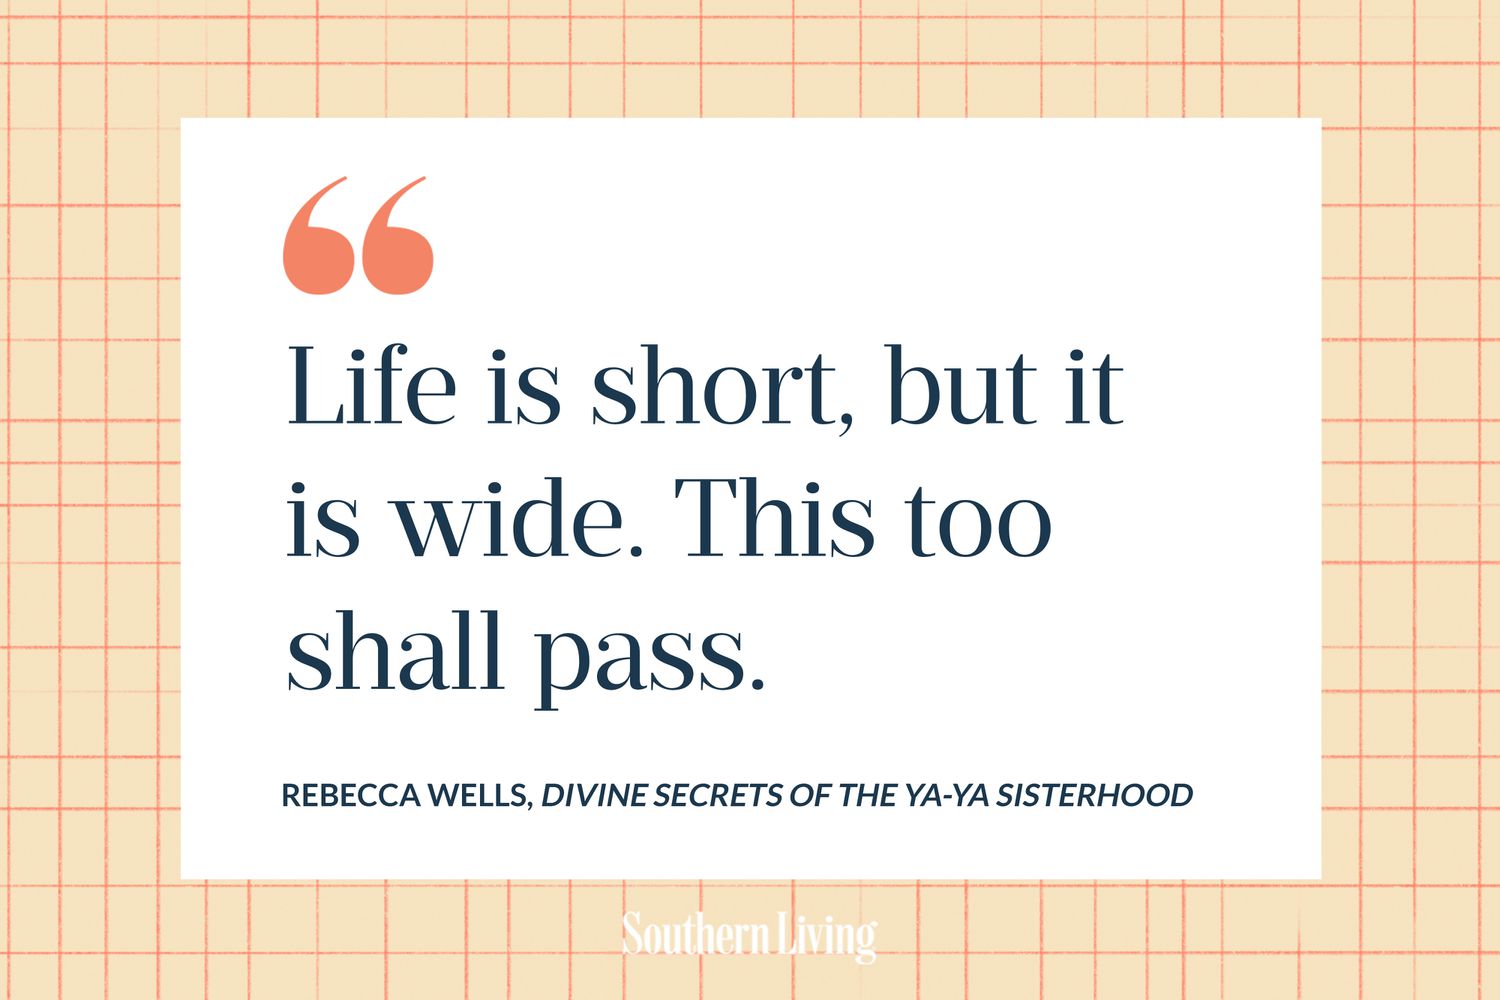 “
Life is short, but it
is wide. This too
shall pass.
REBECCA WELLS, DIVINE SECRETS OF THE YA-YA SISTERHOOD
Southern Living